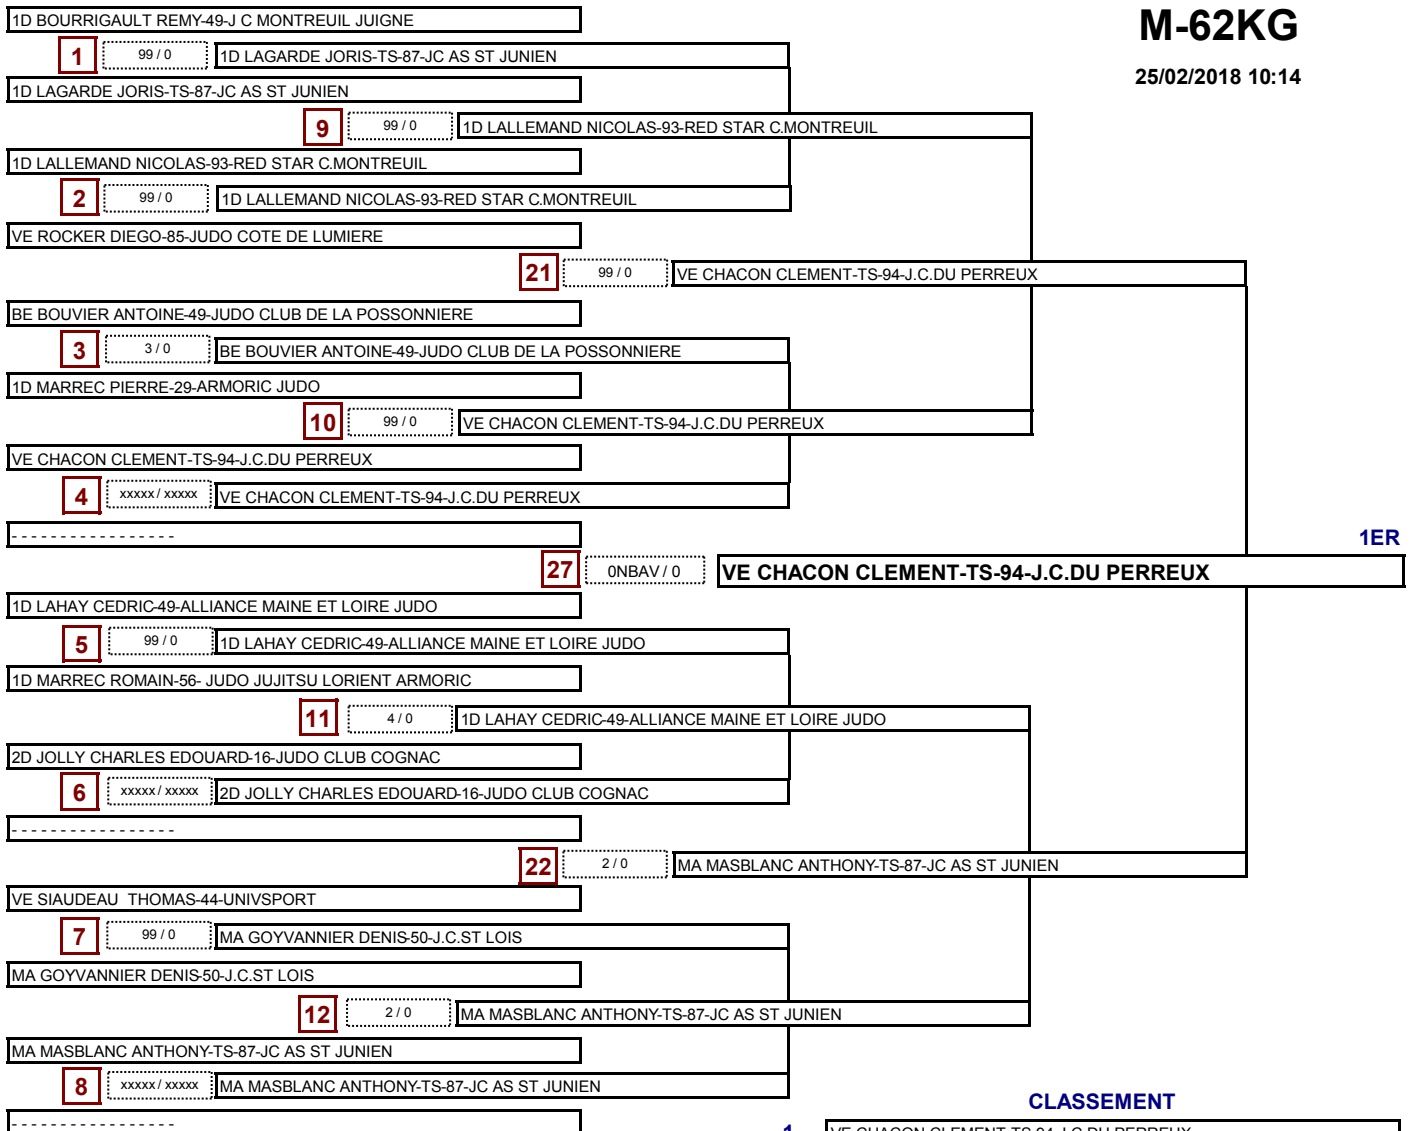 1D BOURRIGAULT REMY-49-J C MONTREUIL JUIGNE
M-62KG
1 99 / 0 1D LAGARDE JORIS-TS-87-JC AS ST JUNIEN
25/02/2018 10:14
1D LAGARDE JORIS-TS-87-JC AS ST JUNIEN
9 99 / 0 1D LALLEMAND NICOLAS-93-RED STAR C.MONTREUIL
1D LALLEMAND NICOLAS-93-RED STAR C.MONTREUIL
2 99 / 0 1D LALLEMAND NICOLAS-93-RED STAR C.MONTREUIL
VE ROCKER DIEGO-85-JUDO COTE DE LUMIERE
21 99 / 0 VE CHACON CLEMENT-TS-94-J.C.DU PERREUX
BE BOUVIER ANTOINE-49-JUDO CLUB DE LA POSSONNIERE
3 3 / 0 BE BOUVIER ANTOINE-49-JUDO CLUB DE LA POSSONNIERE
1D MARREC PIERRE-29-ARMORIC JUDO
10 99 / 0 VE CHACON CLEMENT-TS-94-J.C.DU PERREUX
VE CHACON CLEMENT-TS-94-J.C.DU PERREUX
4 xxxxx / xxxxx VE CHACON CLEMENT-TS-94-J.C.DU PERREUX
- - - - - - - - - - - - - - - - -
1ER
27 0NBAV / 0 VE CHACON CLEMENT-TS-94-J.C.DU PERREUX
1D LAHAY CEDRIC-49-ALLIANCE MAINE ET LOIRE JUDO
5 99 / 0 1D LAHAY CEDRIC-49-ALLIANCE MAINE ET LOIRE JUDO
1D MARREC ROMAIN-56- JUDO JUJITSU LORIENT ARMORIC
11 4 / 0 1D LAHAY CEDRIC-49-ALLIANCE MAINE ET LOIRE JUDO
2D JOLLY CHARLES EDOUARD-16-JUDO CLUB COGNAC
6 xxxxx / xxxxx 2D JOLLY CHARLES EDOUARD-16-JUDO CLUB COGNAC
- - - - - - - - - - - - - - - - -
22 2 / 0 MA MASBLANC ANTHONY-TS-87-JC AS ST JUNIEN
VE SIAUDEAU  THOMAS-44-UNIVSPORT
7 99 / 0 MA GOYVANNIER DENIS-50-J.C.ST LOIS
MA GOYVANNIER DENIS-50-J.C.ST LOIS
12 2 / 0 MA MASBLANC ANTHONY-TS-87-JC AS ST JUNIEN
MA MASBLANC ANTHONY-TS-87-JC AS ST JUNIEN
8 xxxxx / xxxxx MA MASBLANC ANTHONY-TS-87-JC AS ST JUNIEN
CLASSEMENT
- - - - - - - - - - - - - - - - -
1 VE CHACON CLEMENT-TS-94-J.C.DU PERREUX